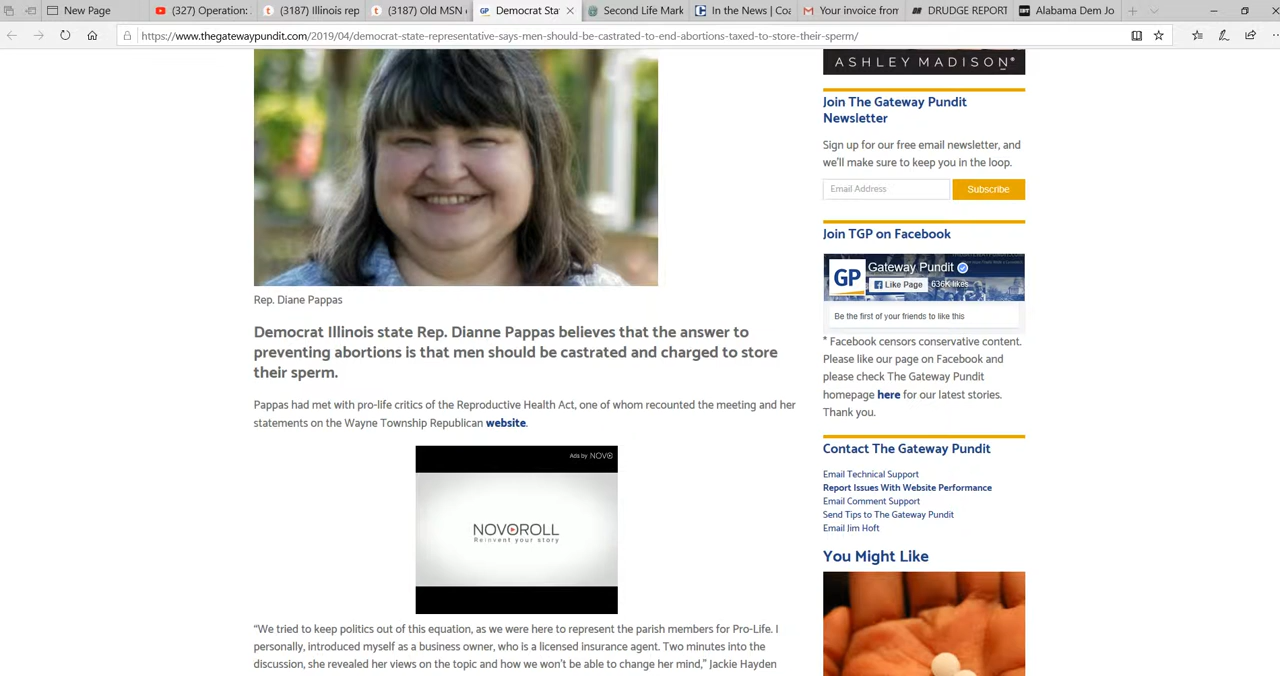 New Page
(327) Operation:
(3187) Illinois rep
(3187) Old MSN
Democrat Sta
Second Life Mark
In the News | Coa
Your invoice from
DRUDGE REPORT
Alabama Dem Jo
https://www.thegatewaypundit.com/2019/04/democrat-state-representative-says-men-should-be-castrated-to-end-abortions-taxed-to-store-their-sperm/
Rep. Diane Pappas
Democrat Illinois state Rep. Dianne Pappas believes that the answer to
preventing abortions is that men should be castrated and charged to store
their sperm.
Pappas had met with pro-life critics of the Reproductive Health Act, one of whom recounted the meeting and her
statements on the Wayne Township Republican website.
Ads by NOVO
NOVOROLL
Reinvent your story
“We tried to keep politics out of this equation, as we were here to represent the parish members for Pro-Life. I
personally, introduced myself as a business owner, who is a licensed insurance agent. Two minutes into the
discussion, she revealed her views on the topic and how we won’t be able to change her mind,” Jackie Hayden
ASHLEY MADISON®
Join The Gateway Pundit
Newsletter
Sign up for our free email newsletter, and
we'll make sure to keep you in the loop.
Email Address
Subscribe
Join TGP on Facebook
GP
Gateway Pundit
Like Page
636K likes
Be the first of your friends to like this
* Facebook censors conservative content.
Please like our page on Facebook and
please check The Gateway Pundit
homepage here for our latest stories.
Thank you.
Contact The Gateway Pundit
Email Technical Support
Report Issues With Website Performance
Email Comment Support
Send Tips to The Gateway Pundit
Email Jim Hoft
You Might Like